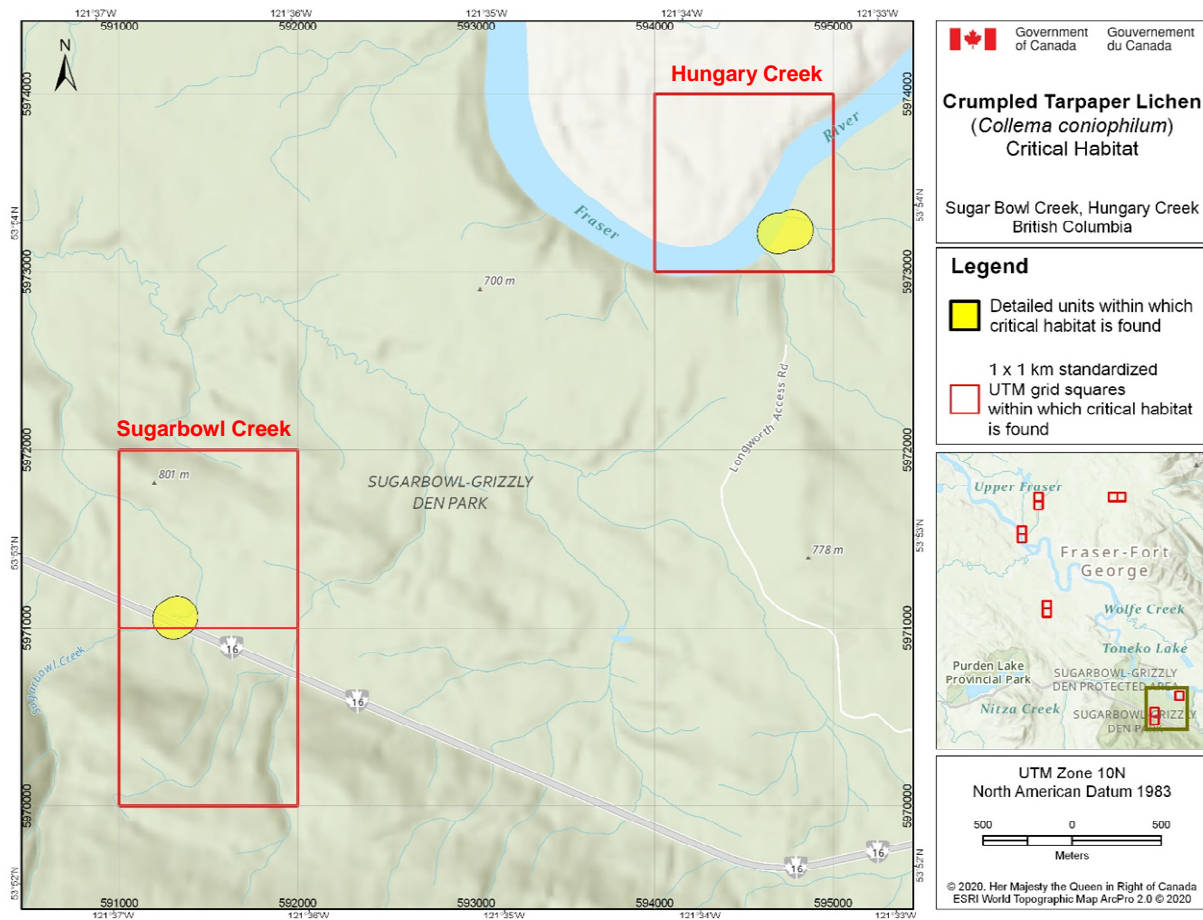 121°37'W 121°36'W 121°35'W 121°34'W 121°33'W
591000 592000 593000 594000 595000
N
Hungary Creek
5974000
5974000
River
Fraser
53°54'N
53°54'N
5973000
5973000
700 m
Longworth Access Rd
Sugarbowl Creek
5972000
5972000
801 m
SUGARBOWL-GRIZZLY
DEN PARK
53°53'N
53°53'N
778 m
5971000
5971000
16
Sugarbowl Creek
16
5970000
5970000
16
16
53°52'N
53°52'N
591000 592000 593000 594000 595000
121°37'W 121°36'W 121°35'W 121°34'W 121°33'W
Government
of Canada
Gouvernement
du Canada
Crumpled Tarpaper Lichen
(Collema coniophilum)
Critical Habitat
Sugar Bowl Creek, Hungary Creek
British Columbia
Legend
Detailed units within which
critical habitat is found
1 x 1 km standardized
UTM grid squares
within which critical habitat
is found
Upper Fraser
Fraser-Fort
George
Wolfe Creek
Toneko Lake
Purden Lake
Provincial Park
SUGARBOWL-GRIZZLY
DEN PROTECTED AREA
Nitza Creek
SUGARBOWL-GRIZZLY
DEN PARK
UTM Zone 10N
North American Datum 1983
500 0 500
Meters
© 2020. Her Majesty the Queen in Right of Canada
ESRI World Topographic Map ArcPro 2.0 © 2020